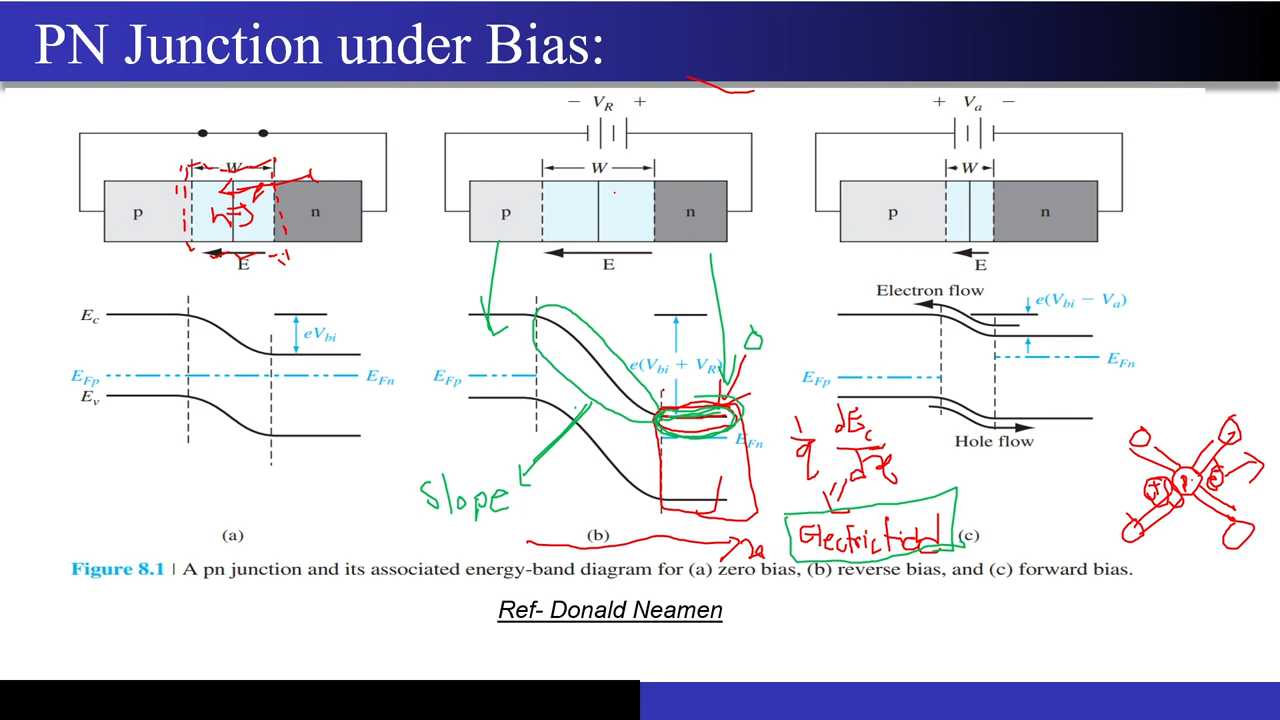 PN Junction under Bias:
− V_R +
+ V_a −
W
W
W
p
n
p
n
p
n
E
E
E
Electron flow
e(V_bi − V_a)
E_c
eV_bi
e(V_bi + V_R)
E_Fp
E_Fn
E_Fp
E_Fn
E_Fp
E_Fn
E_v
Hole flow
1/q dE_c/dx
Slope
Electric field
(a)
(b)
(c)
Figure 8.1 | A pn junction and its associated energy-band diagram for (a) zero bias, (b) reverse bias, and (c) forward bias.
Ref- Donald Neamen